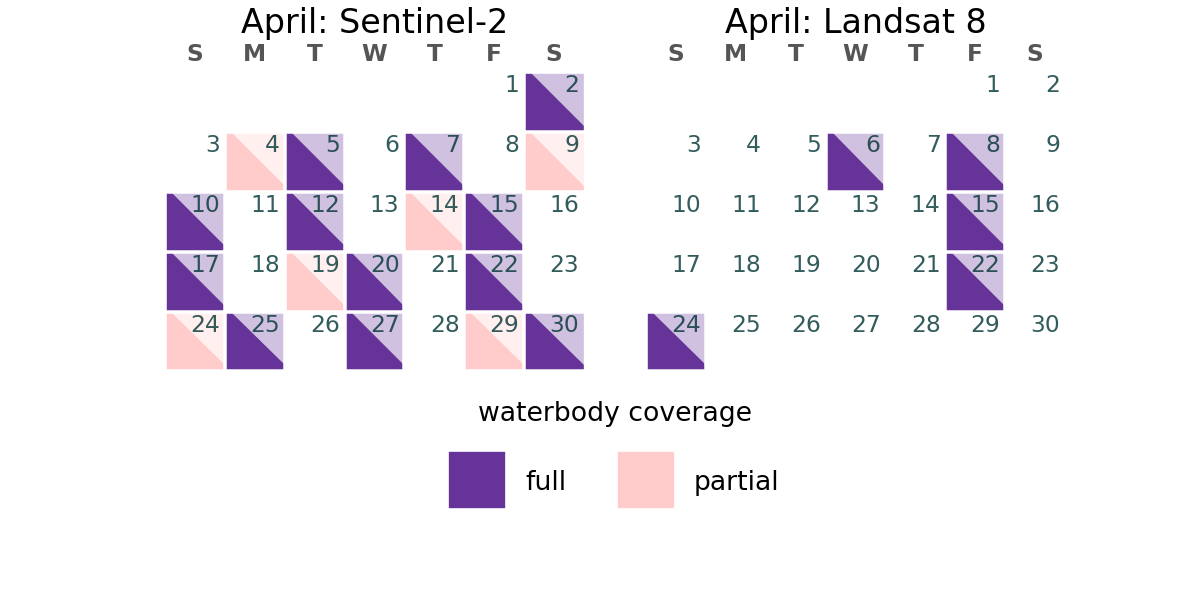 April: Sentinel-2
S M T W T F S
1 2
3 4 5 6 7 8 9
10 11 12 13 14 15 16
17 18 19 20 21 22 23
24 25 26 27 28 29 30
April: Landsat 8
S M T W T F S
1 2
3 4 5 6 7 8 9
10 11 12 13 14 15 16
17 18 19 20 21 22 23
24 25 26 27 28 29 30
waterbody coverage
full partial